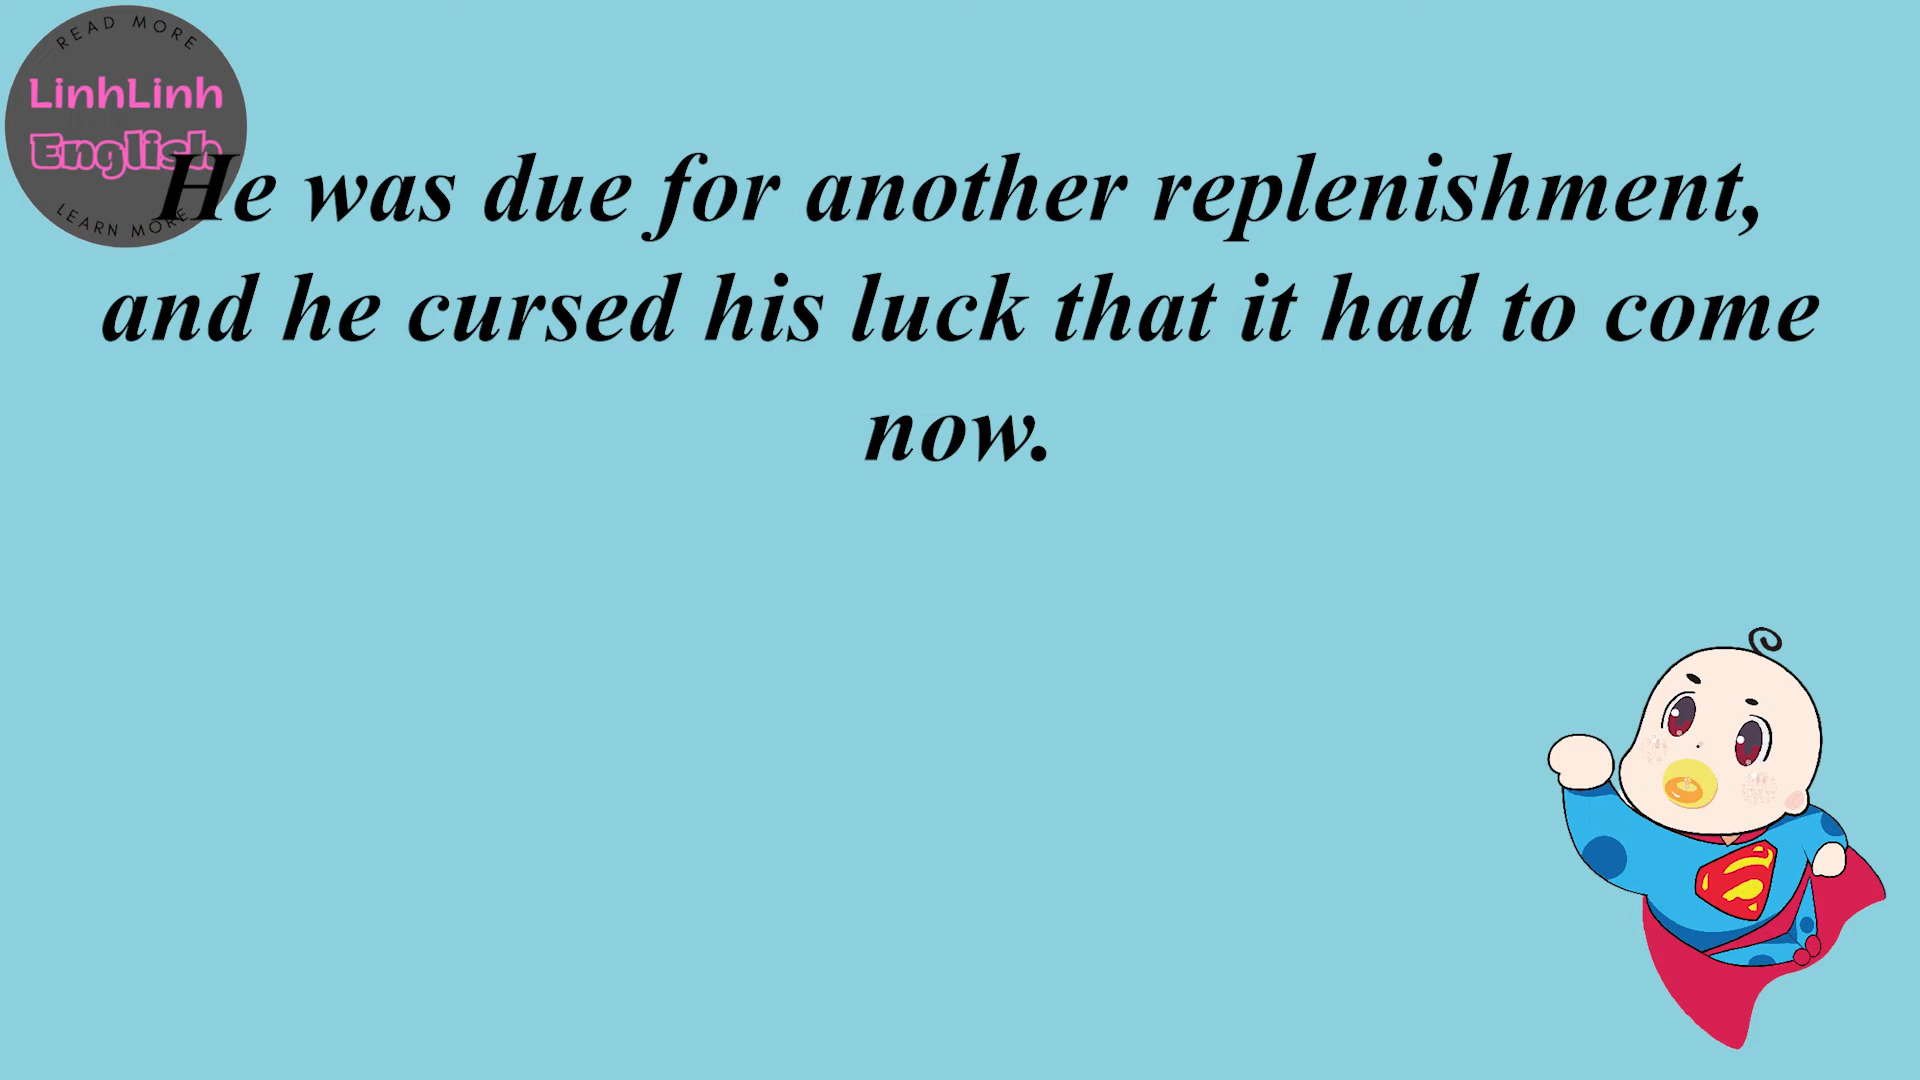 READ MORE
LinhLinh
English
LEARN MORE
He was due for another replenishment,
and he cursed his luck that it had to come
now.